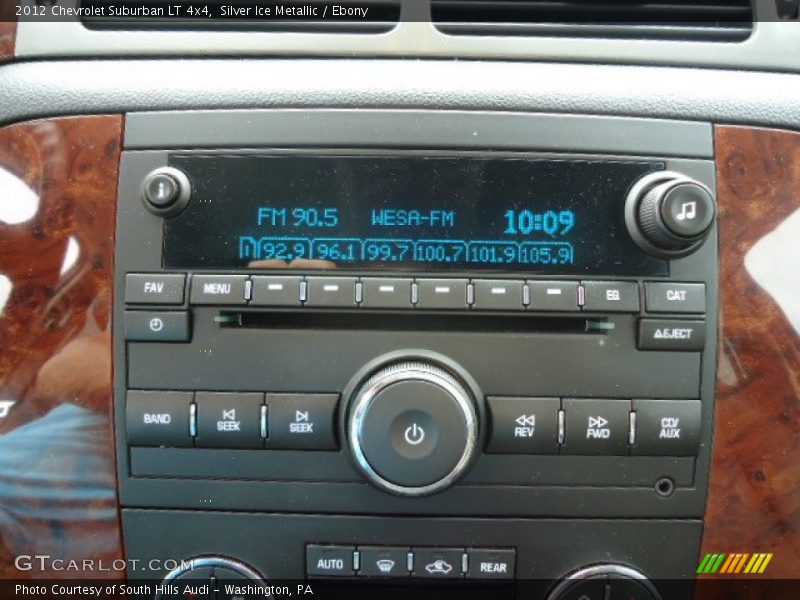 2012 Chevrolet Suburban LT 4x4, Silver Ice Metallic / Ebony
i
FM 90.5 WESA-FM 10:09
1 92.9 96.1 99.7 100.7 101.9 105.9
FAV MENU EQ CAT
EJECT
BAND SEEK SEEK REV FWD CD/AUX
AUTO REAR
GTCARLOT.COM
Photo Courtesy of South Hills Audi - Washington, PA